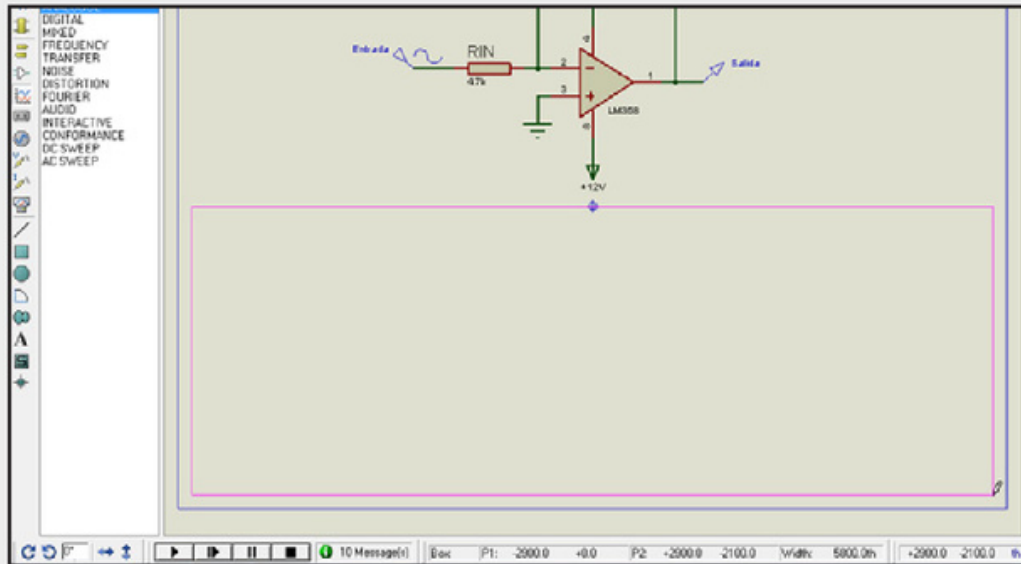 DIGITAL
MIXED
FREQUENCY
TRANSFER
NOISE
DISTORTION
FOURIER
AUDIO
INTERACTIVE
CONFORMANCE
DC SWEEP
AC SWEEP
A
S
Entrada
RIN
47k
2
3
1
LM358
Salida
+12V
0°
10 Message(s)
Box P1: -2900.0 +0.0 P2: +2900.0 -2100.0 Width: 5800.0th
+2900.0 -2100.0 th